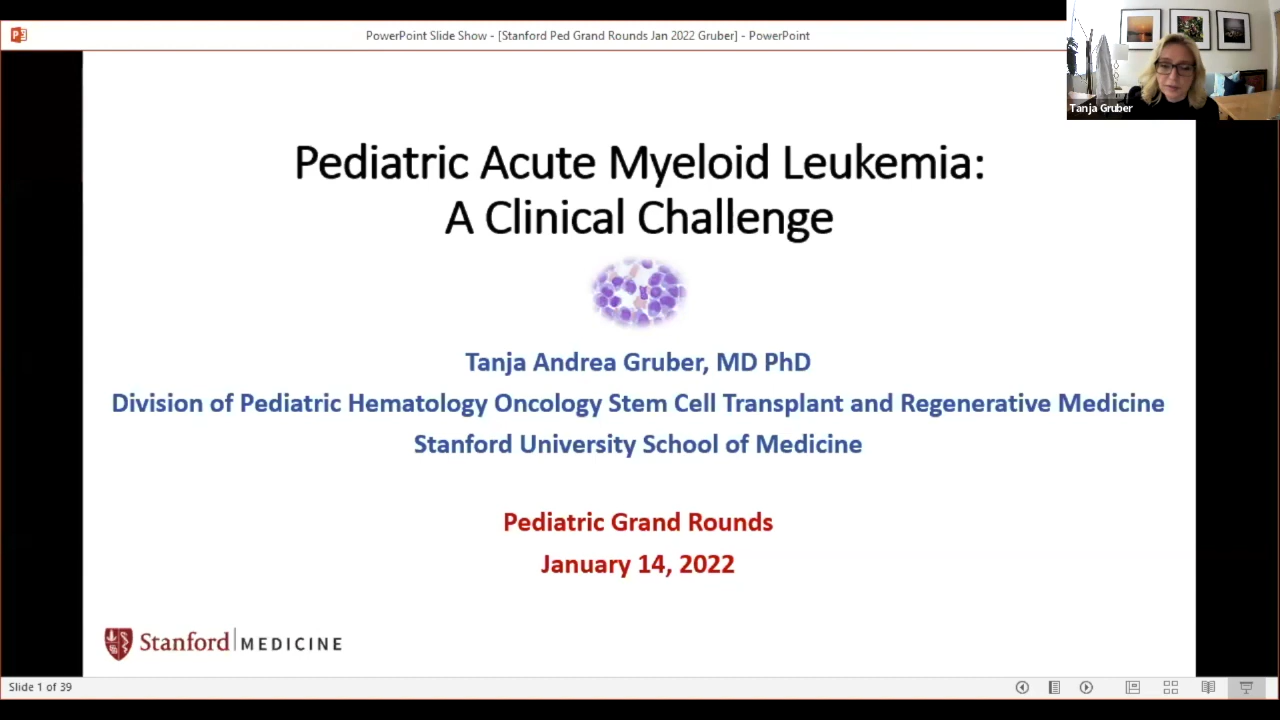 PowerPoint Slide Show - [Stanford Ped Grand Rounds Jan 2022 Gruber] - PowerPoint
Tanja Gruber
Pediatric Acute Myeloid Leukemia:
A Clinical Challenge
Tanja Andrea Gruber, MD PhD
Division of Pediatric Hematology Oncology Stem Cell Transplant and Regenerative Medicine
Stanford University School of Medicine
Pediatric Grand Rounds
January 14, 2022
Stanford MEDICINE
Slide 1 of 39